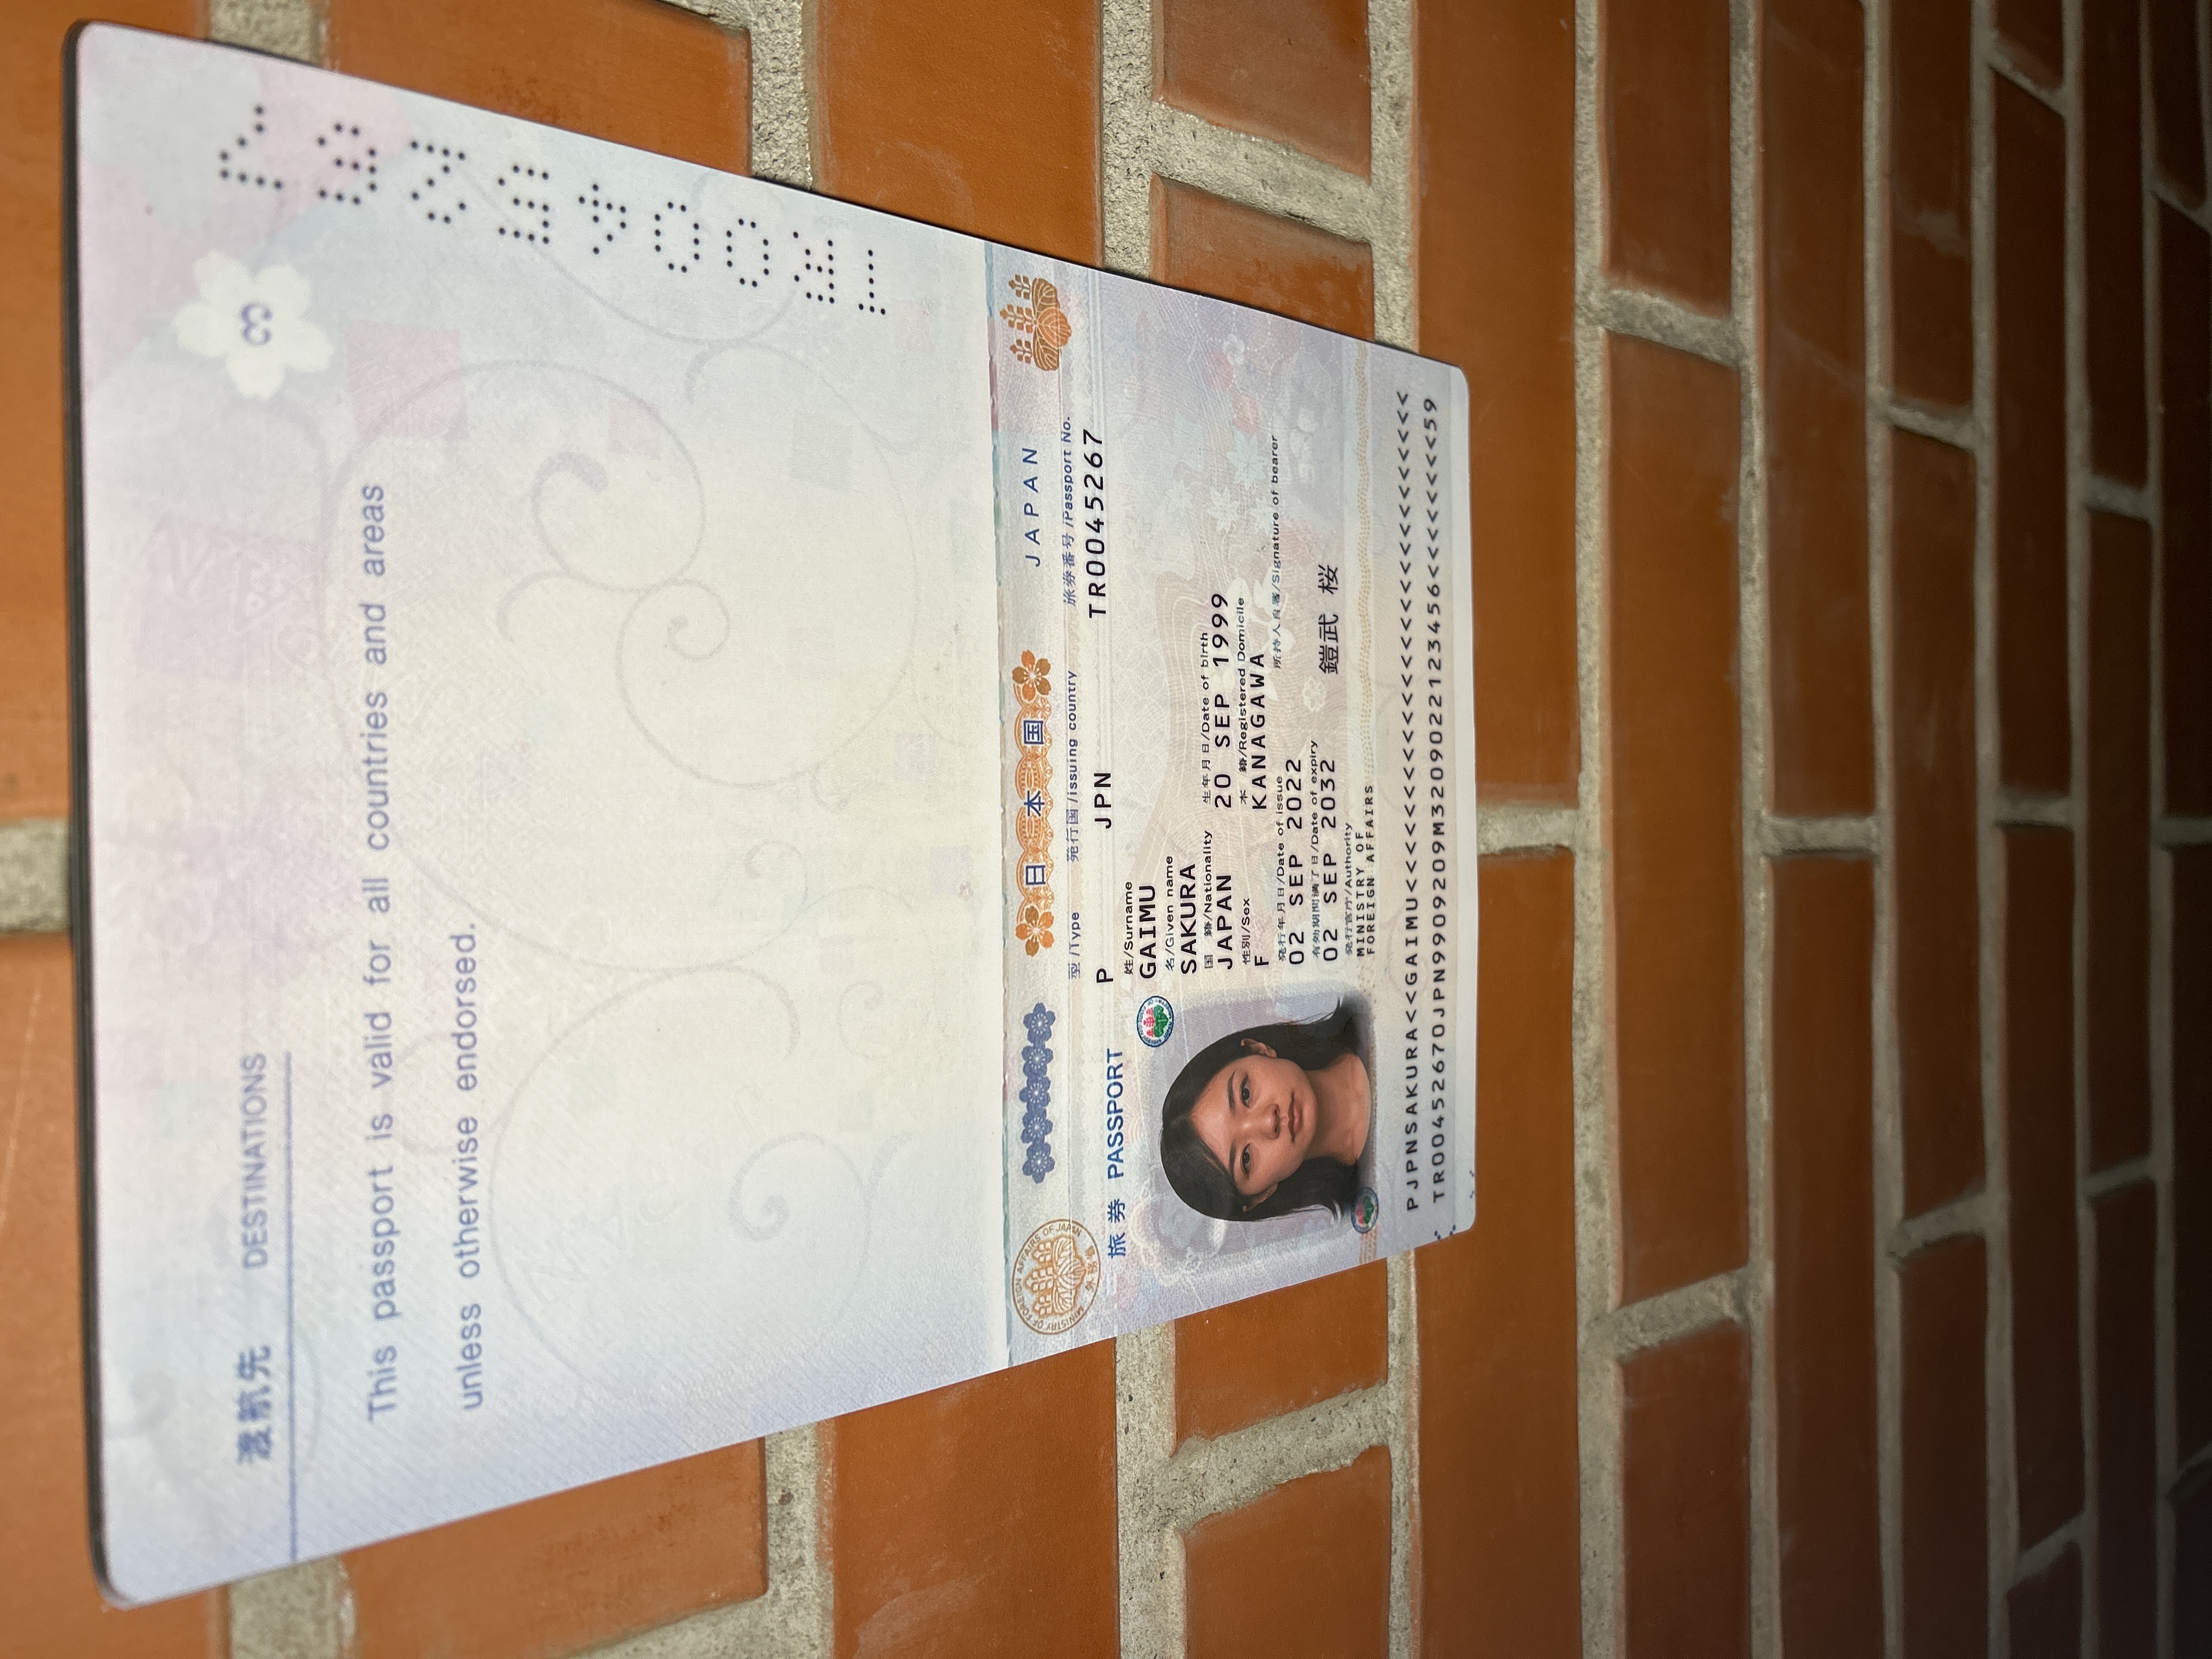 渡航先 DESTINATIONS
3
This passport is valid for all countries and areas
unless otherwise endorsed.
TR0045267
MINISTRY OF FOREIGN AFFAIRS OF JAPAN
外務省
日本国 JAPAN
型/Type 発行国/Issuing country 旅券番号/Passport No.
旅券 PASSPORT P JPN TR0045267
姓/Surname
GAIMU
名/Given name
SAKURA
国 籍/Nationality 生年月日/Date of birth
JAPAN 20 SEP 1999
性別/Sex 本 籍/Registered Domicile
F KANAGAWA
発行年月日/Date of issue 所持人自署/Signature of bearer
02 SEP 2022
有効期間満了日/Date of expiry
02 SEP 2032 鎧武 桜
発行官庁/Authority
MINISTRY OF
FOREIGN AFFAIRS
PJPNSAKURA<<GAIMU<<<<<<<<<<<<<<<<<<<<<<<<<<<
TR00452670JPN9909209M3209022123456<<<<<<<<59